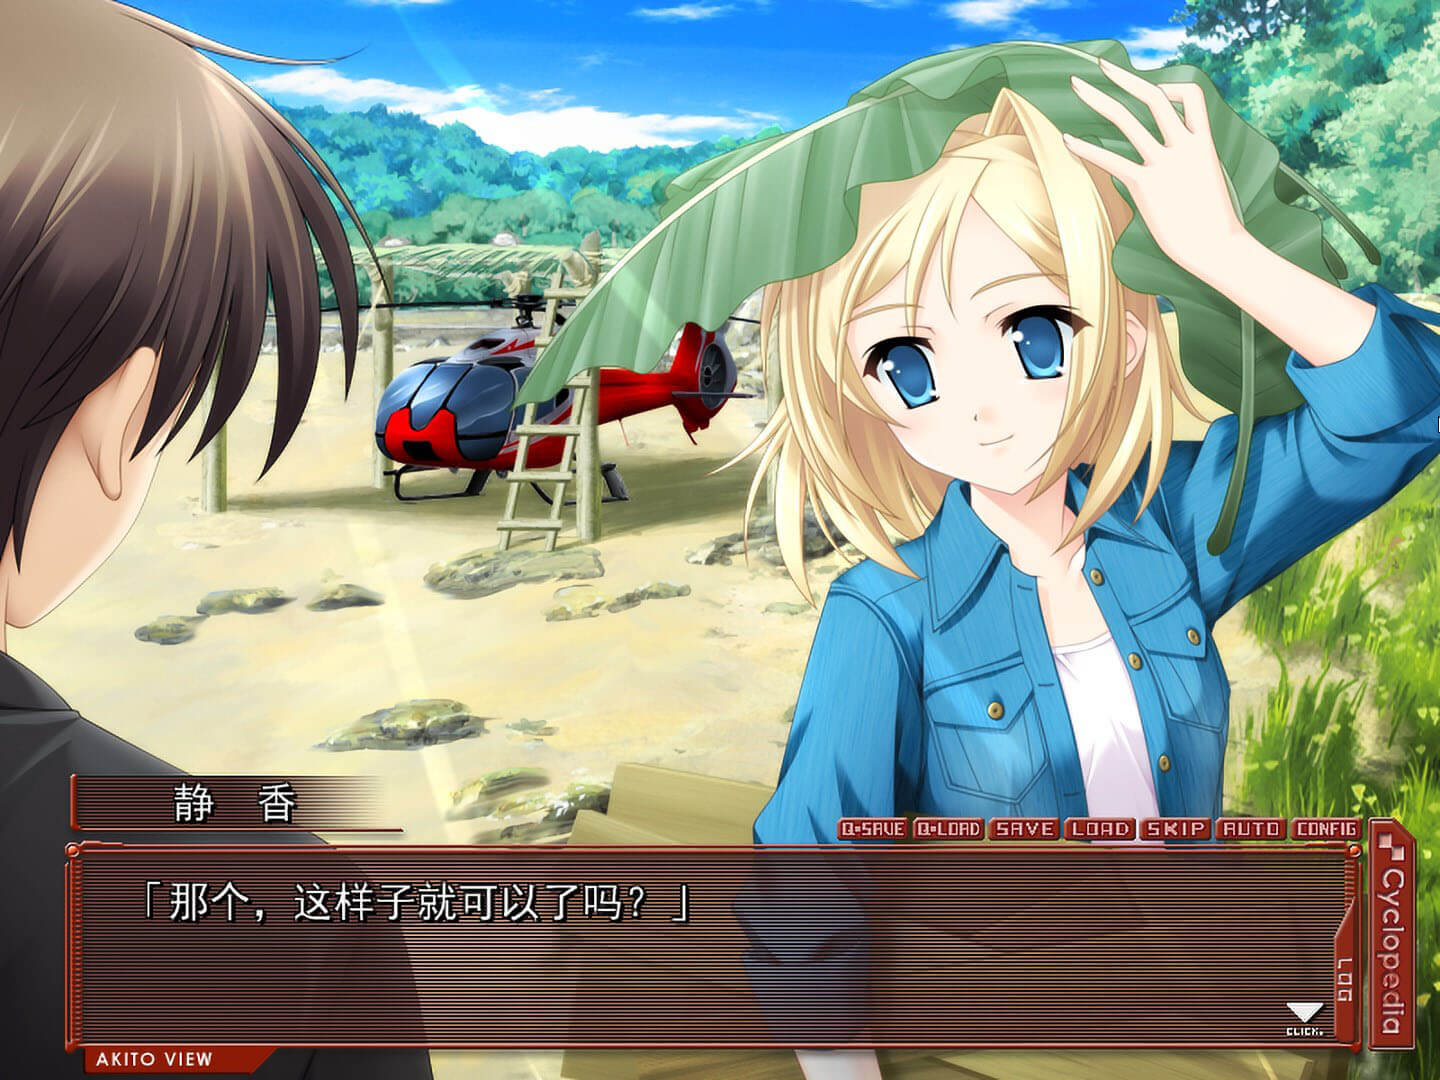 静 香
Q•SAVE Q•LOAD SAVE LOAD SKIP AUTO CONFIG
「那个，这样子就可以了吗？」
Cyclopedia
LOG
CLICK.
AKITO VIEW